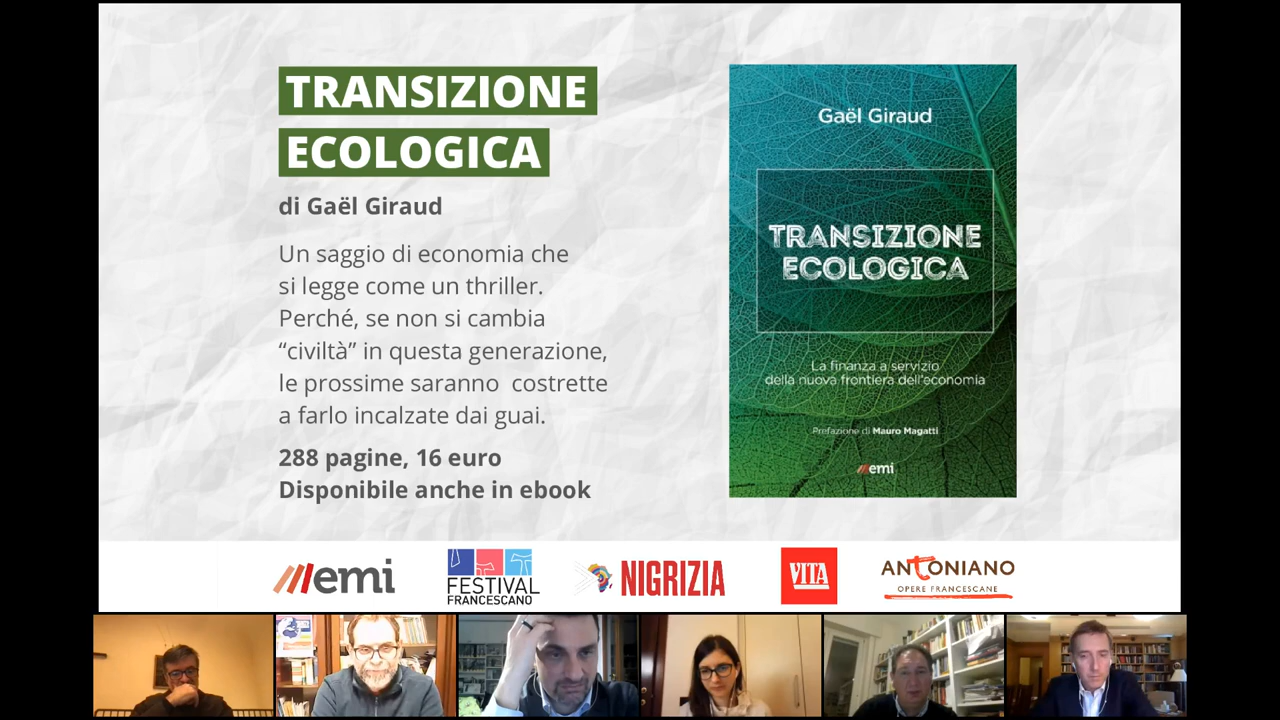 TRANSIZIONE
ECOLOGICA
di Gaël Giraud
Un saggio di economia che
si legge come un thriller.
Perché, se non si cambia
“civiltà” in questa generazione,
le prossime saranno costrette
a farlo incalzate dai guai.
288 pagine, 16 euro
Disponibile anche in ebook
Gaël Giraud
TRANSIZIONE
ECOLOGICA
La finanza a servizio
della nuova frontiera dell'economia
Prefazione di Mauro Magatti
emi
emi
FESTIVAL
FRANCESCANO
NIGRIZIA
VITA
ANTONIANO
OPERE FRANCESCANE